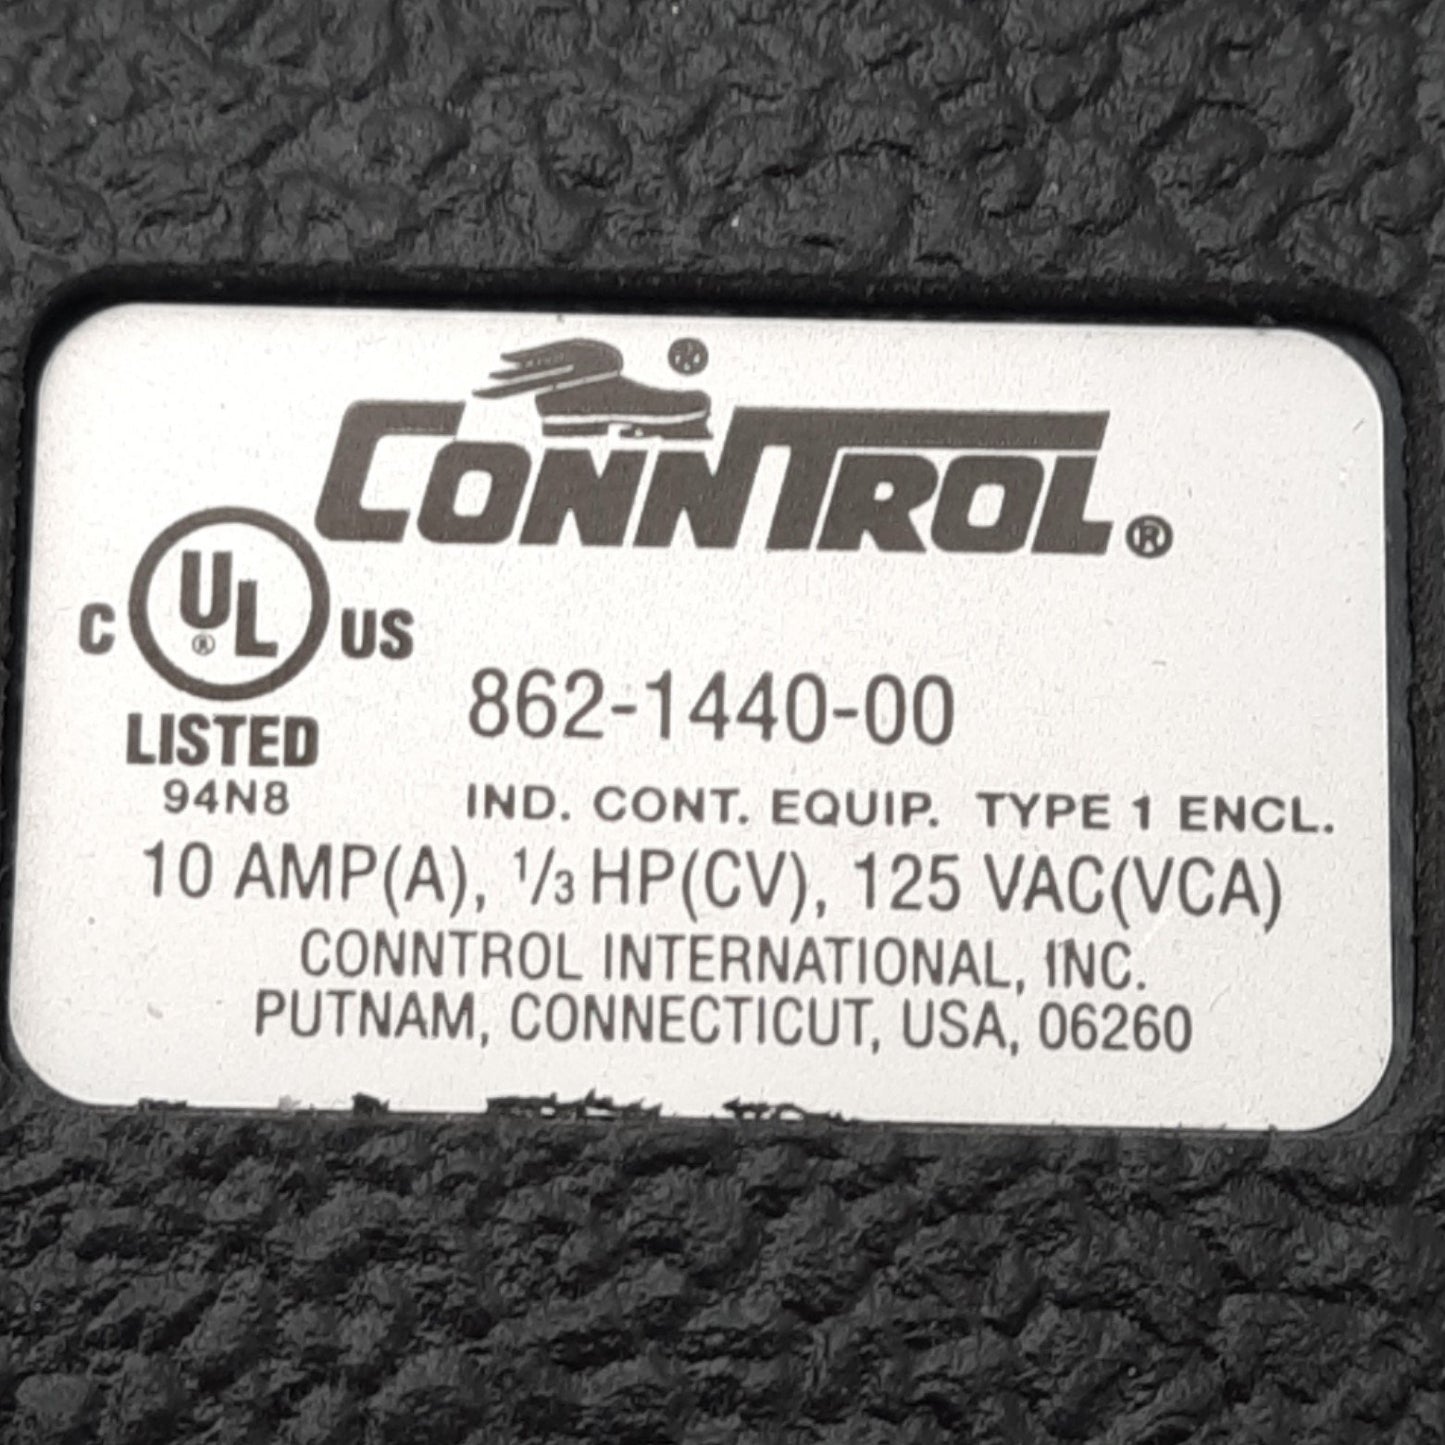 CONNTROL®
C UL® US
LISTED
94N8
862-1440-00
IND. CONT. EQUIP. TYPE 1 ENCL.
10 AMP(A), 1/3 HP(CV), 125 VAC(VCA)
CONNTROL INTERNATIONAL, INC.
PUTNAM, CONNECTICUT, USA, 06260